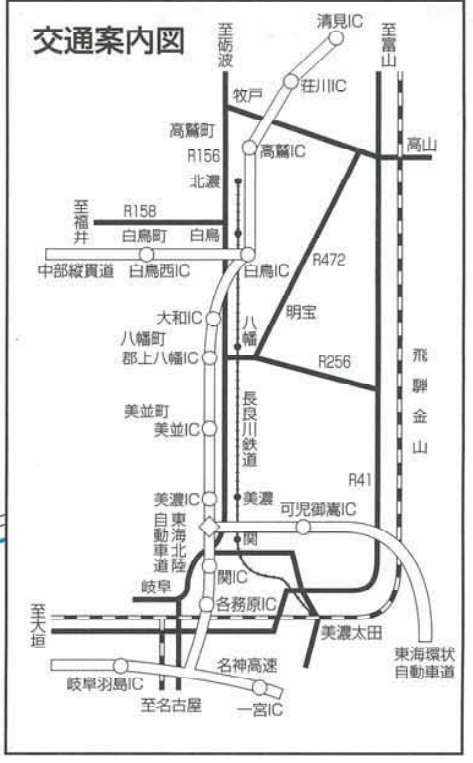 交通案内図
至砺波
清見IC
至富山
荘川IC
牧戸
高鷲町
高鷲IC
高山
R156
北濃
至福井
R158
白鳥町
白鳥
中部縦貫道
白鳥西IC
白鳥IC
R472
大和IC
八幡
明宝
八幡町
郡上八幡IC
R256
飛騨金山
美並町
美並IC
長良川鉄道
R41
美濃IC
美濃
可児御嵩IC
東海北陸
自動車道
関
関IC
岐阜
各務原IC
至大垣
美濃太田
東海環状
自動車道
名神高速
岐阜羽島IC
至名古屋
一宮IC